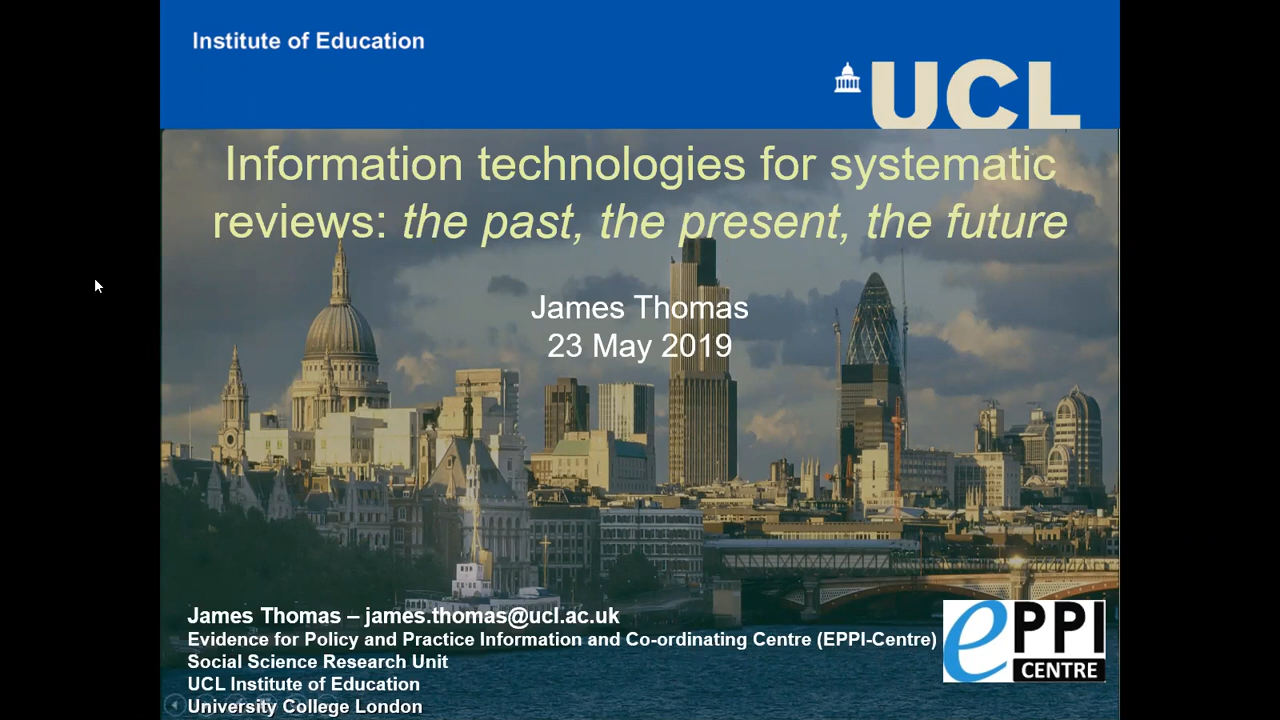 Institute of Education
UCL
Information technologies for systematic
reviews: the past, the present, the future
James Thomas
23 May 2019
James Thomas – james.thomas@ucl.ac.uk
Evidence for Policy and Practice Information and Co-ordinating Centre (EPPI-Centre)
Social Science Research Unit
UCL Institute of Education
University College London
ePPI
CENTRE